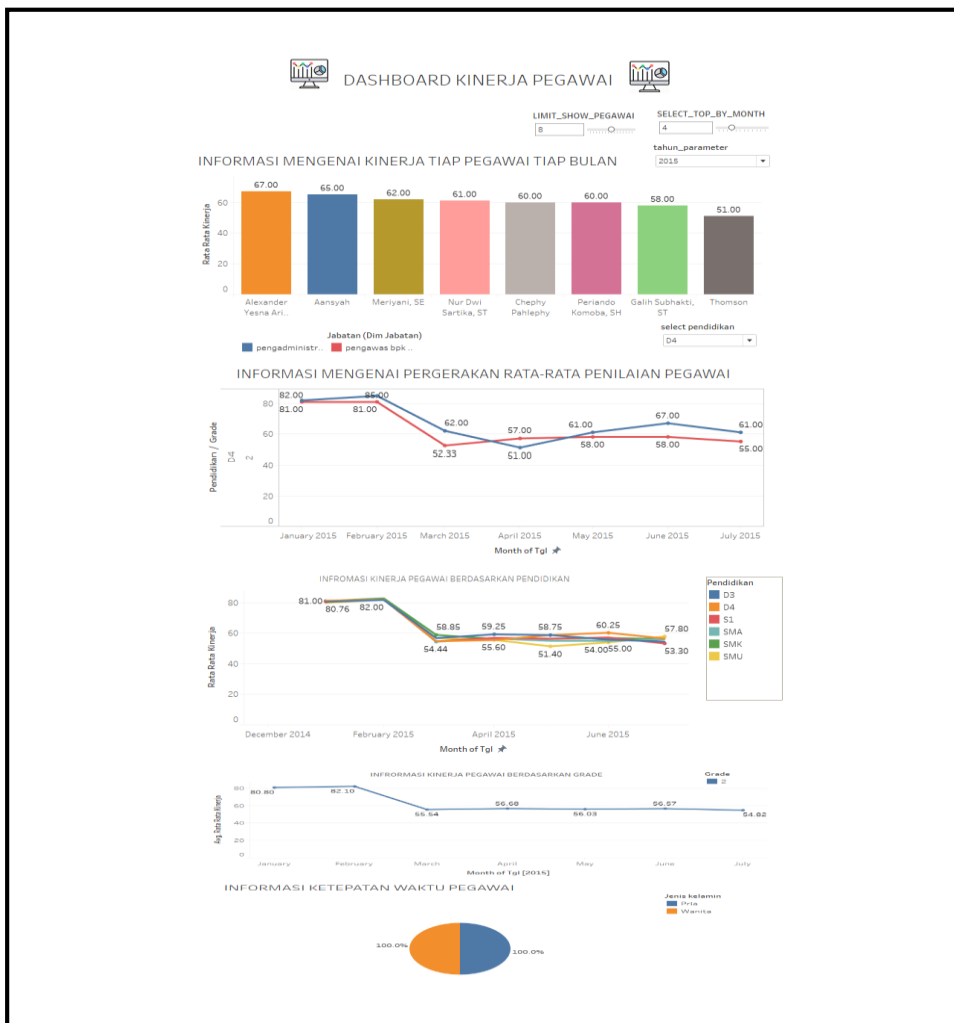 DASHBOARD KINERJA PEGAWAI
LIMIT_SHOW_PEGAWAI
8
SELECT_TOP_BY_MONTH
4
tahun_parameter
2015
INFORMASI MENGENAI KINERJA TIAP PEGAWAI TIAP BULAN
Rata Rata Kinerja
60
40
20
0
67.00 65.00 62.00 61.00 60.00 60.00 58.00 51.00
Alexander Yesna Ari..
Aansyah
Meriyani, SE
Nur Dwi Sartika, ST
Chephy Pahlephy
Periando Komoba, SH
Galih Subhakti, ST
Thomson
Jabatan (Dim Jabatan)
pengadministr.. pengawas bpk ..
select pendidikan
D4
INFORMASI MENGENAI PERGERAKAN RATA-RATA PENILAIAN PEGAWAI
Pendidikan / Grade
D4
2
80
60
40
20
0
82.00 85.00 62.00 51.00 61.00 67.00 61.00
81.00 81.00 52.33 57.00 58.00 58.00 55.00
January 2015 February 2015 March 2015 April 2015 May 2015 June 2015 July 2015
Month of Tgl
INFROMASI KINERJA PEGAWAI BERDASARKAN PENDIDIKAN
Rata Rata Kinerja
80
60
40
20
0
81.00 80.76 82.00 58.85 54.44 59.25 55.60 58.75 51.40 60.25 54.00 55.00 57.80 53.30
December 2014 February 2015 April 2015 June 2015
Month of Tgl
Pendidikan
D3
D4
S1
SMA
SMK
SMU
INFRORMASI KINERJA PEGAWAI BERDASARKAN GRADE
Grade
2
Avg. Rata Rata Kinerja
80
60
40
20
0
80.80 82.10 55.54 56.68 56.03 56.57 54.82
January February March April May June July
Month of Tgl [2015]
INFORMASI KETEPATAN WAKTU PEGAWAI
Jenis kelamin
Pria
Wanita
100.0% 100.0%